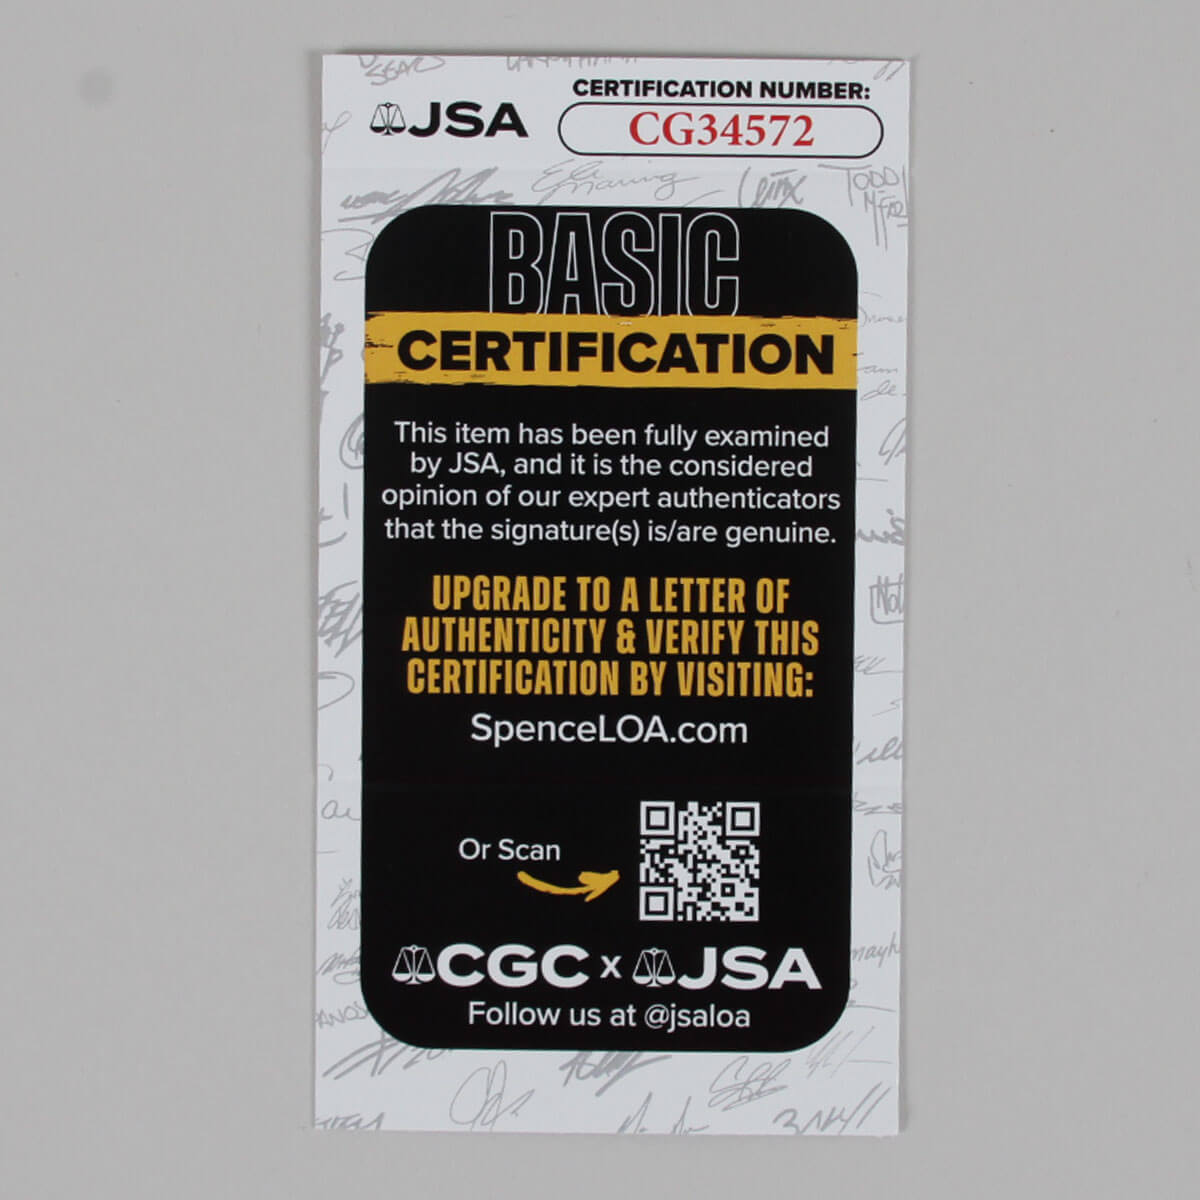 JSA
CERTIFICATION NUMBER:
CG34572
BASIC
CERTIFICATION
This item has been fully examined
by JSA, and it is the considered
opinion of our expert authenticators
that the signature(s) is/are genuine.
UPGRADE TO A LETTER OF
AUTHENTICITY & VERIFY THIS
CERTIFICATION BY VISITING:
SpenceLOA.com
Or Scan
CGC x JSA
Follow us at @jsaloa